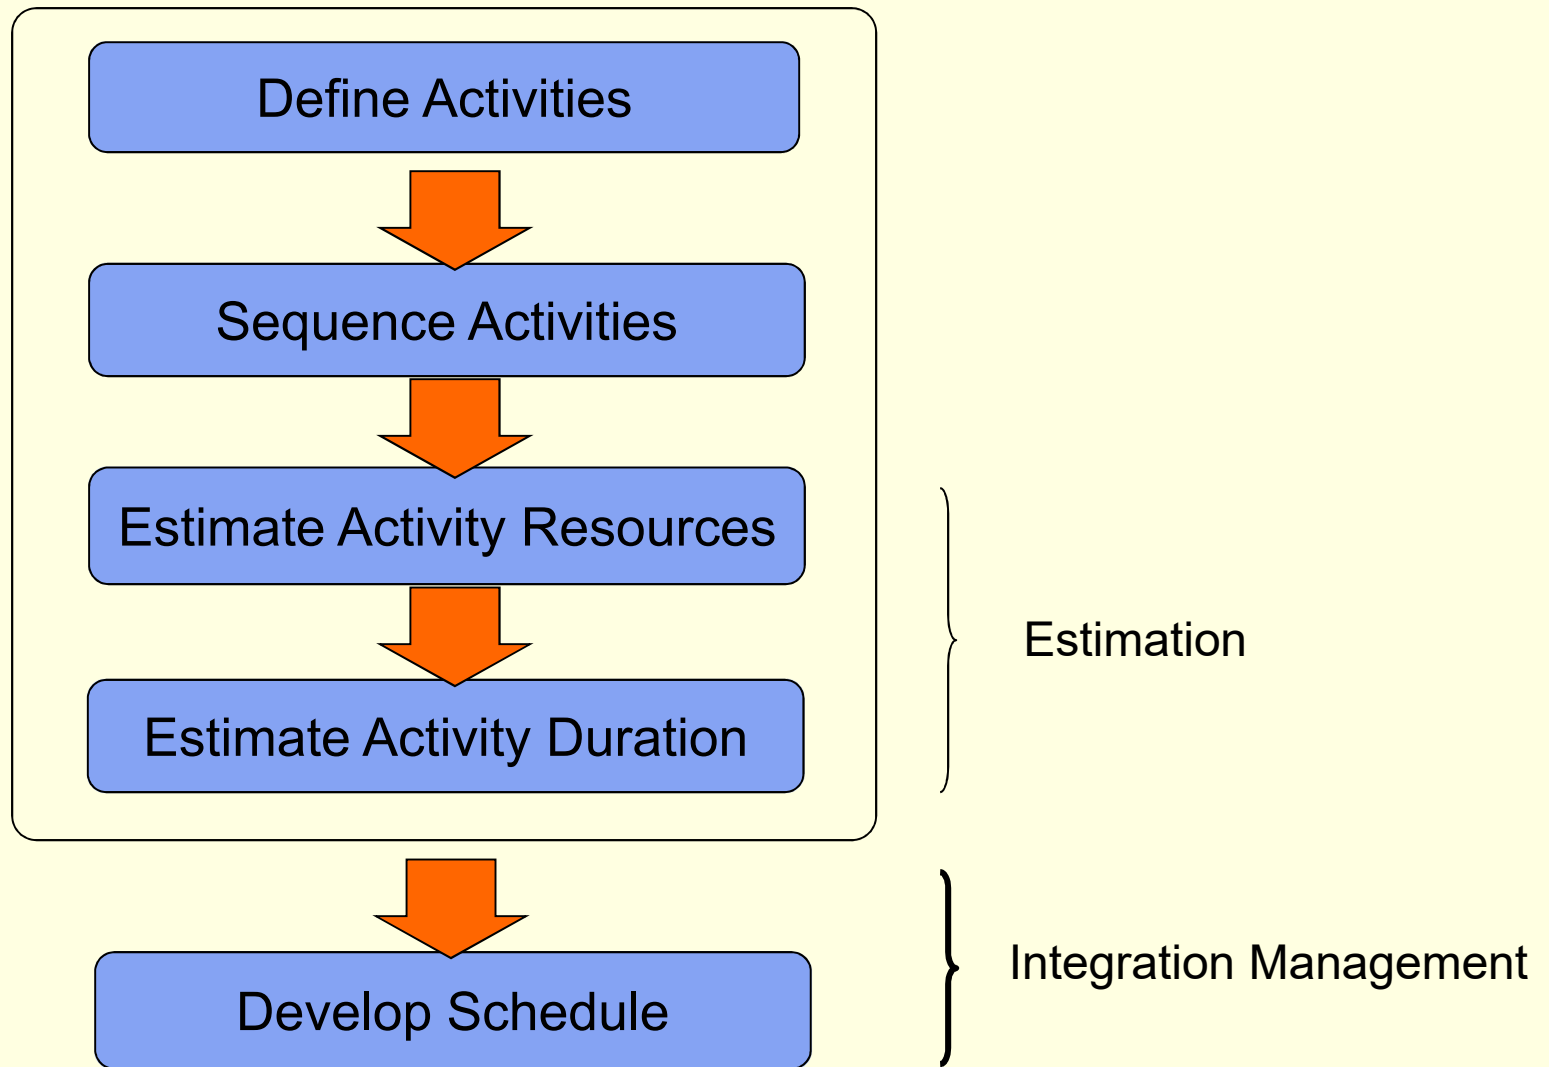 Define Activities
Sequence Activities
Estimate Activity Resources
Estimate Activity Duration
Estimation
Develop Schedule
Integration Management